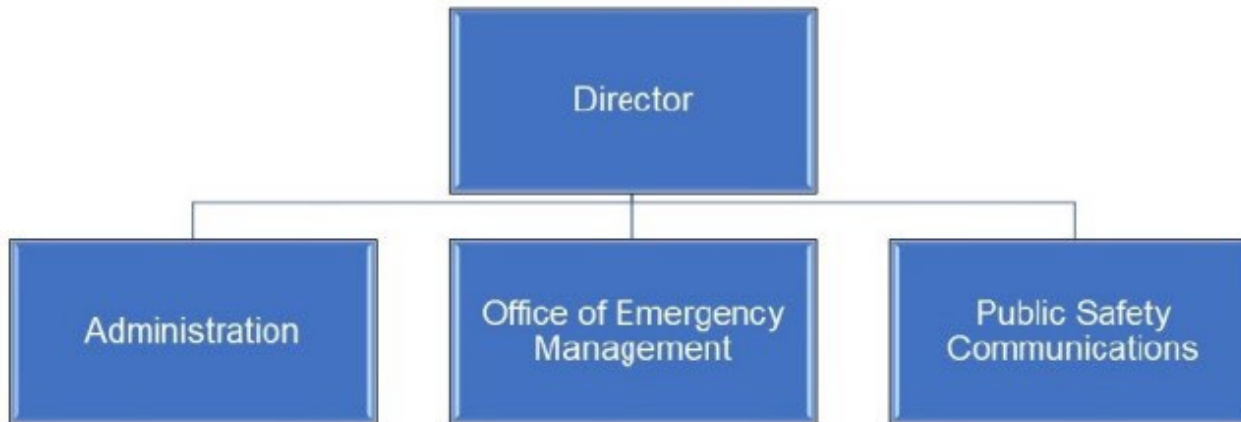 Director
Administration
Office of Emergency
Management
Public Safety
Communications